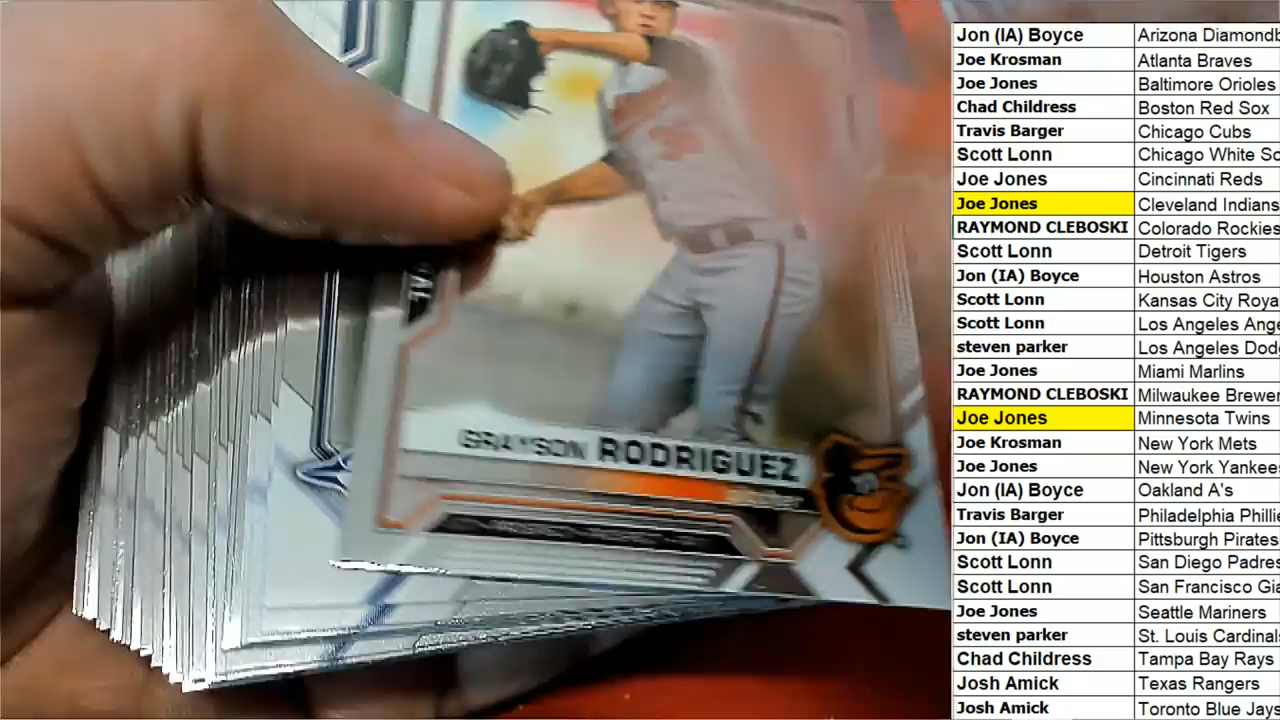 GRAYSON RODRIGUEZ
Jon (IA) Boyce Arizona Diamondb
Joe Krosman Atlanta Braves
Joe Jones Baltimore Orioles
Chad Childress Boston Red Sox
Travis Barger Chicago Cubs
Scott Lonn Chicago White So
Joe Jones Cincinnati Reds
Joe Jones Cleveland Indians
RAYMOND CLEBOSKI Colorado Rockies
Scott Lonn Detroit Tigers
Jon (IA) Boyce Houston Astros
Scott Lonn Kansas City Roya
Scott Lonn Los Angeles Ange
steven parker Los Angeles Dod
Joe Jones Miami Marlins
RAYMOND CLEBOSKI Milwaukee Brewer
Joe Jones Minnesota Twins
Joe Krosman New York Mets
Joe Jones New York Yankee
Jon (IA) Boyce Oakland A's
Travis Barger Philadelphia Phillie
Jon (IA) Boyce Pittsburgh Pirates
Scott Lonn San Diego Padres
Scott Lonn San Francisco Gia
Joe Jones Seattle Mariners
steven parker St. Louis Cardinal
Chad Childress Tampa Bay Rays
Josh Amick Texas Rangers
Josh Amick Toronto Blue Jays